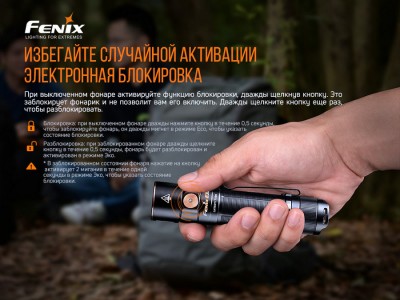 FENIX
LIGHTING FOR EXTREMES
ИЗБЕГАЙТЕ СЛУЧАЙНОЙ АКТИВАЦИИ
ЭЛЕКТРОННАЯ БЛОКИРОВКА
При выключенном фонаре активируйте функцию блокировки, дважды щелкнув кнопку. Это
заблокирует фонарик и не позволит вам его включить. Дважды щелкните кнопку еще раз,
чтобы разблокировать.
Блокировка: при выключенном фонаре дважды нажмите кнопку в течение 0,5 секунды,
чтобы заблокируйте фонарь, он дважды мигнет в режиме Eco, чтобы указать
состояние блокировки.
Разблокировка: при заблокированном фонаре дважды щелкните
кнопку в течение 0,5 секунды, фонарь будет разблокирован и
активирован в режиме Эко.
* В заблокированном состоянии фонаря нажатие на кнопку
активирует 2 мигания в течение одной
секунды в режиме Эко, чтобы указать состояние
блокировки.